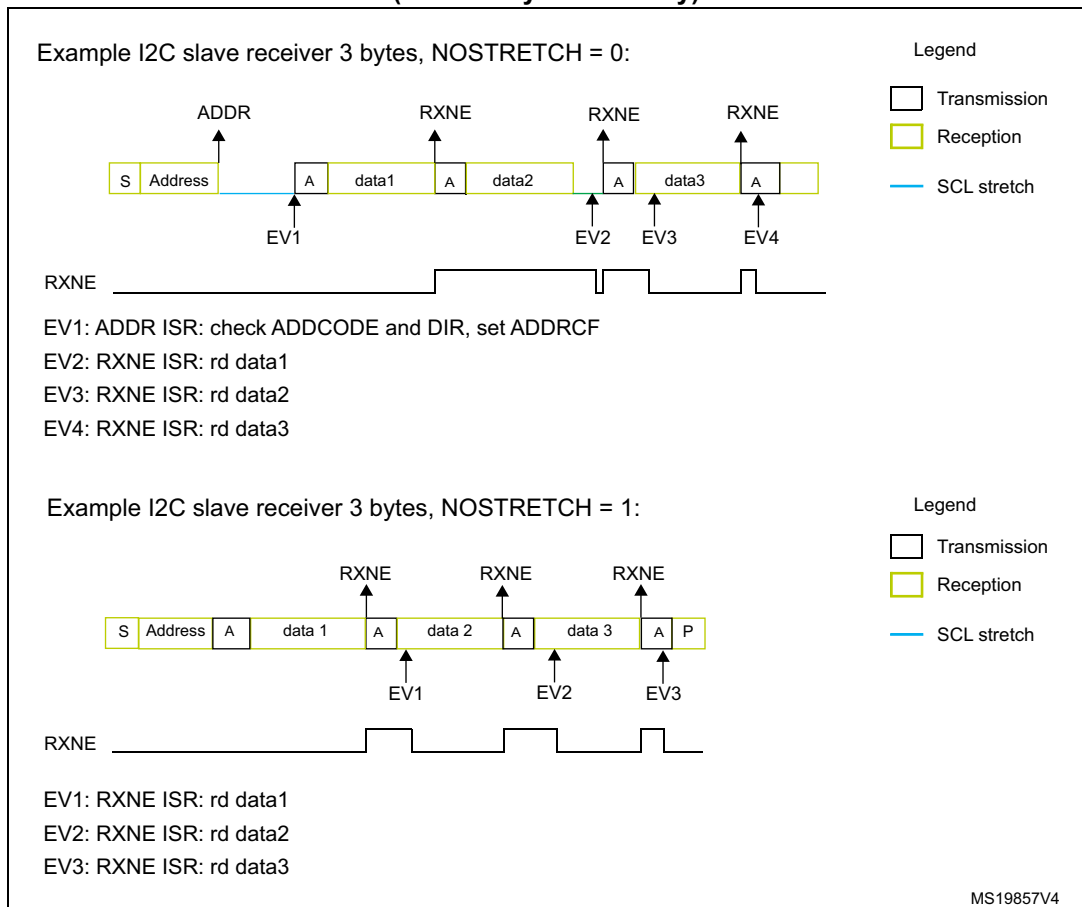 Example I2C slave receiver 3 bytes, NOSTRETCH = 0:
Legend
Transmission
Reception
SCL stretch
ADDR RXNE RXNE RXNE
S Address A data1 A data2 A data3 A
EV1 EV2 EV3 EV4
RXNE
EV1: ADDR ISR: check ADDCODE and DIR, set ADDRCF
EV2: RXNE ISR: rd data1
EV3: RXNE ISR: rd data2
EV4: RXNE ISR: rd data3
Example I2C slave receiver 3 bytes, NOSTRETCH = 1:
Legend
Transmission
Reception
SCL stretch
RXNE RXNE RXNE
S Address A data 1 A data 2 A data 3 A P
EV1 EV2 EV3
RXNE
EV1: RXNE ISR: rd data1
EV2: RXNE ISR: rd data2
EV3: RXNE ISR: rd data3
MS19857V4